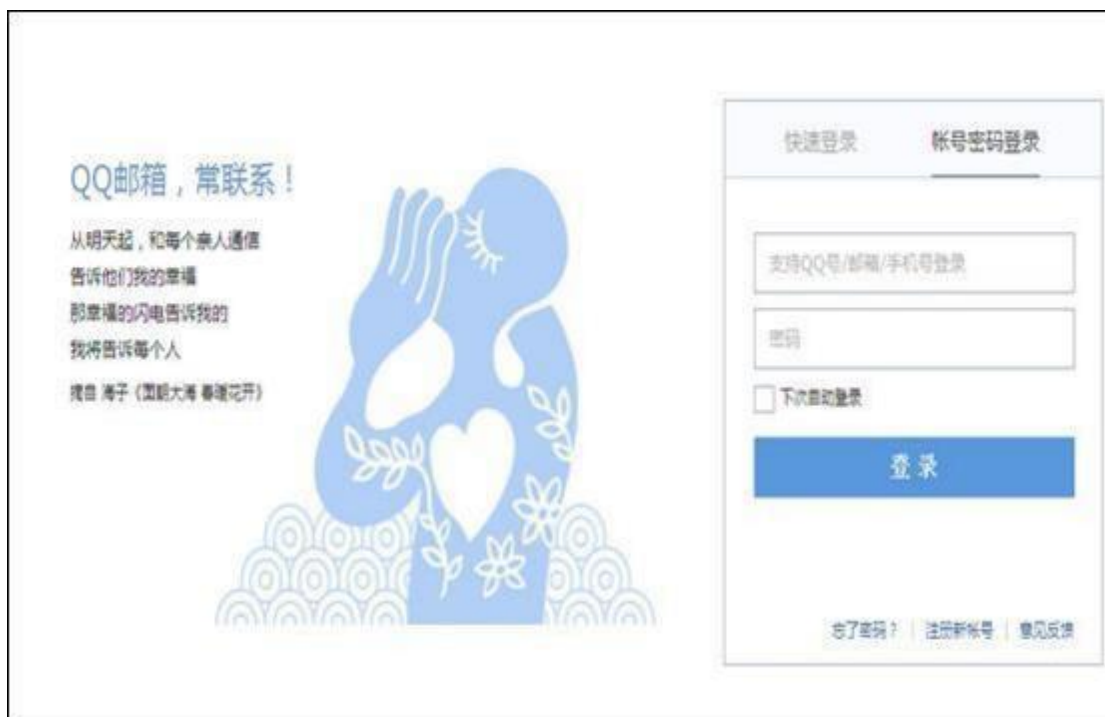 QQ邮箱，常联系！
从明天起，和每个亲人通信
告诉他们我的幸福
那幸福的闪电告诉我的
我将告诉每个人
摘自 海子《面朝大海 春暖花开》
快速登录 帐号密码登录
支持QQ号/邮箱/手机号登录
密码
下次自动登录
登 录
忘了密码？ | 注册新帐号 | 意见反馈